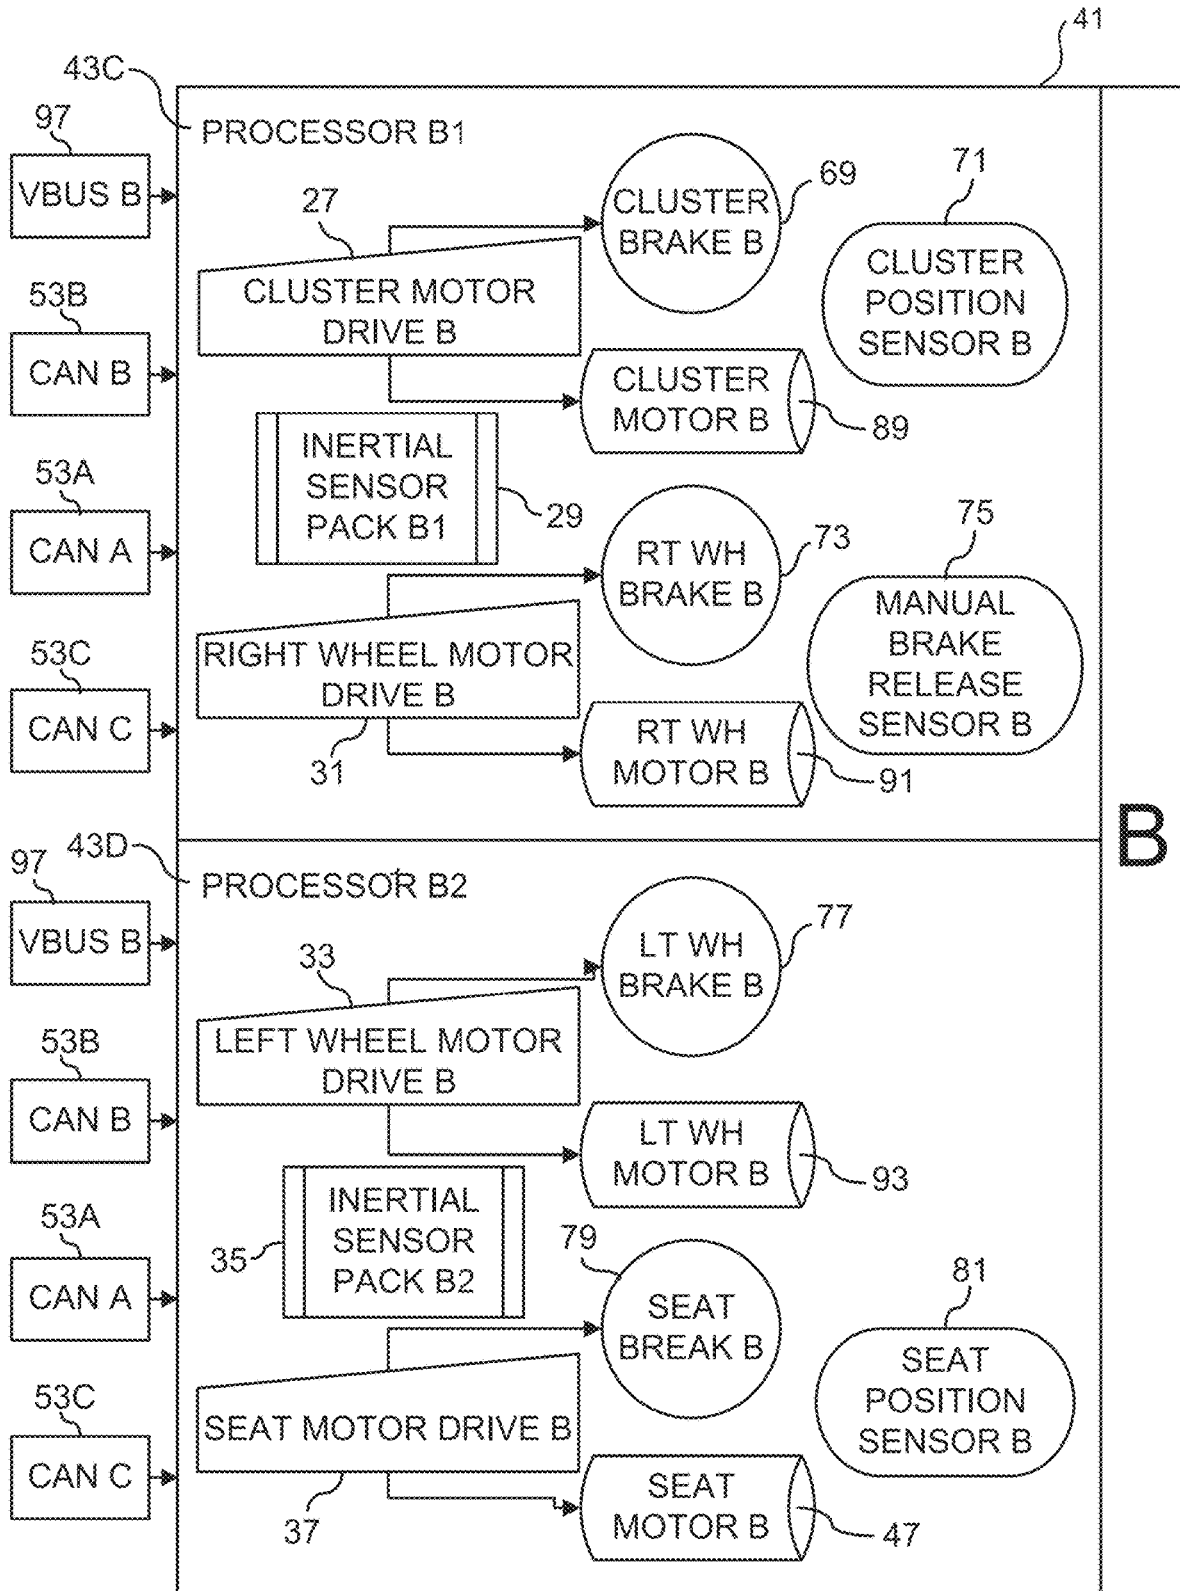 41
43C
97
PROCESSOR B1
VBUS B
27
CLUSTER
BRAKE B
69
71
CLUSTER
POSITION
SENSOR B
CLUSTER MOTOR
DRIVE B
53B
CAN B
CLUSTER
MOTOR B
89
INERTIAL
SENSOR
PACK B1
29
53A
CAN A
RT WH
BRAKE B
73
75
MANUAL
BRAKE
RELEASE
SENSOR B
RIGHT WHEEL MOTOR
DRIVE B
31
53C
CAN C
RT WH
MOTOR B
91
B
43D
97
PROCESSOR B2
VBUS B
33
LT WH
BRAKE B
77
LEFT WHEEL MOTOR
DRIVE B
53B
CAN B
LT WH
MOTOR B
93
INERTIAL
SENSOR
PACK B2
35
53A
CAN A
79
SEAT
BREAK B
81
SEAT
POSITION
SENSOR B
SEAT MOTOR DRIVE B
37
53C
CAN C
SEAT
MOTOR B
47